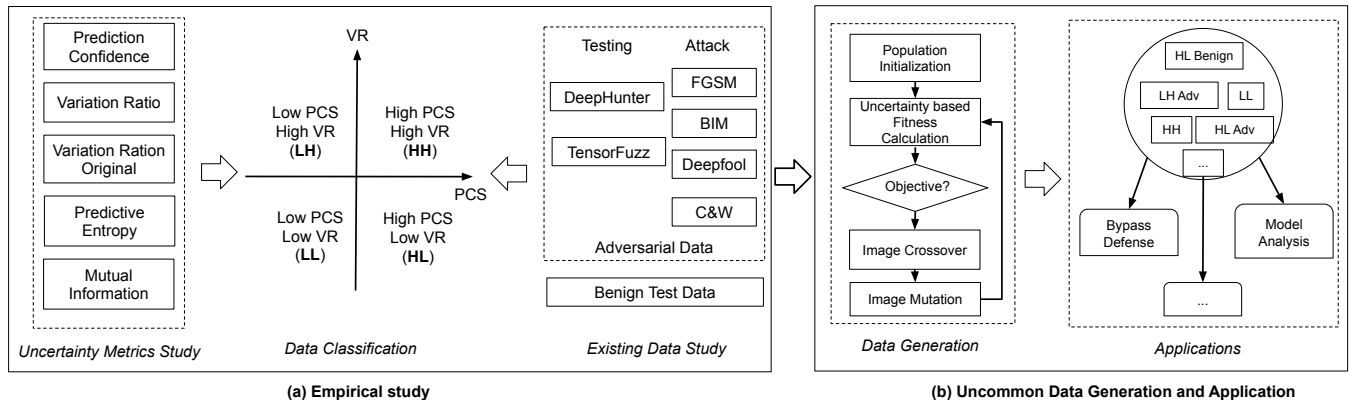 Prediction
Confidence
Variation Ratio
Variation Ration
Original
Predictive
Entropy
Mutual
Information
Uncertainty Metrics Study
VR
Low PCS
High VR
(LH)
High PCS
High VR
(HH)
PCS
Low PCS
Low VR
(LL)
High PCS
Low VR
(HL)
Data Classification
Testing
Attack
DeepHunter
TensorFuzz
FGSM
BIM
Deepfool
C&W
Adversarial Data
Benign Test Data
Existing Data Study
(a) Empirical study
Population
Initialization
Uncertainty based
Fitness
Calculation
Objective?
Image Crossover
Image Mutation
Data Generation
HL Benign
LH Adv
LL
HH
HL Adv
...
Bypass
Defense
Model
Analysis
...
Applications
(b) Uncommon Data Generation and Application